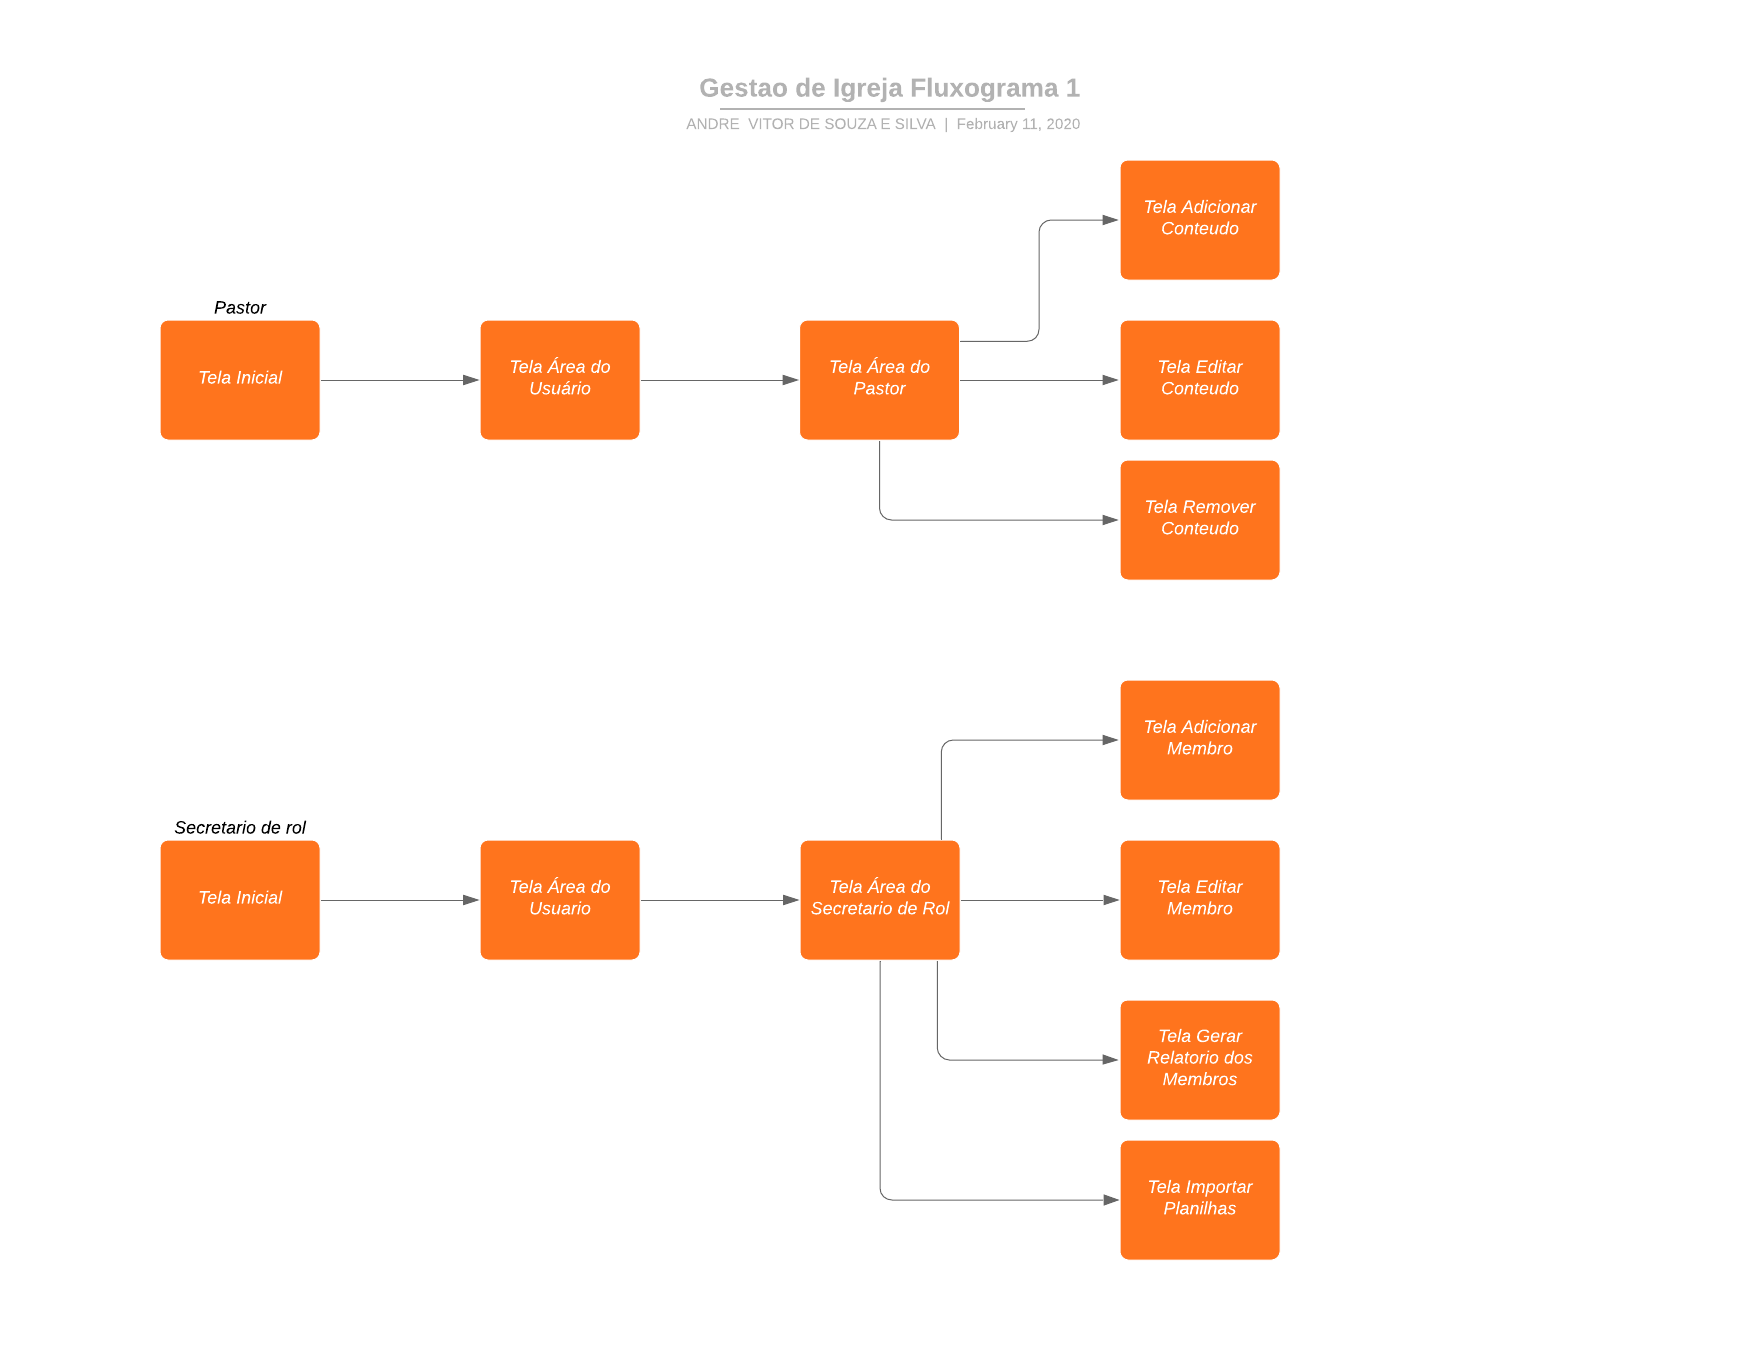 Gestao de Igreja Fluxograma 1
ANDRE  VITOR DE SOUZA E SILVA  |  February 11, 2020
Tela Adicionar
Conteudo
Pastor
Tela Inicial
Tela Área do
Usuário
Tela Área do
Pastor
Tela Editar
Conteudo
Tela Remover
Conteudo
Tela Adicionar
Membro
Secretario de rol
Tela Inicial
Tela Área do
Usuario
Tela Área do
Secretario de Rol
Tela Editar
Membro
Tela Gerar
Relatorio dos
Membros
Tela Importar
Planilhas